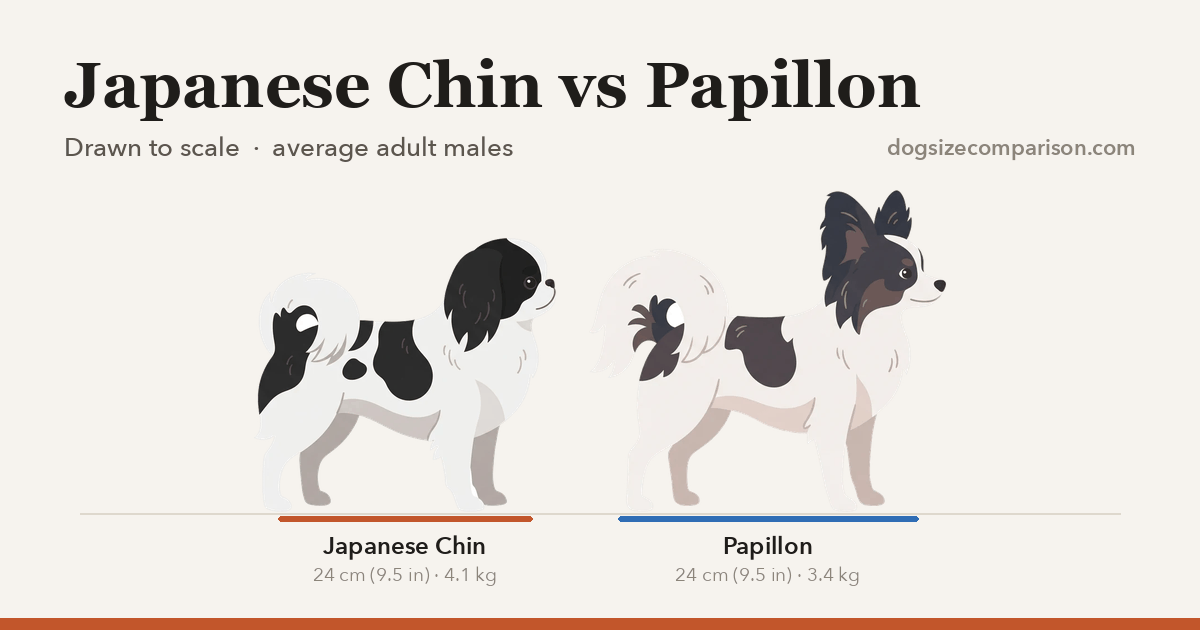 Japanese Chin vs Papillon
Drawn to scale · average adult males
dogsizecomparison.com
Japanese Chin
24 cm (9.5 in) · 4.1 kg
Papillon
24 cm (9.5 in) · 3.4 kg